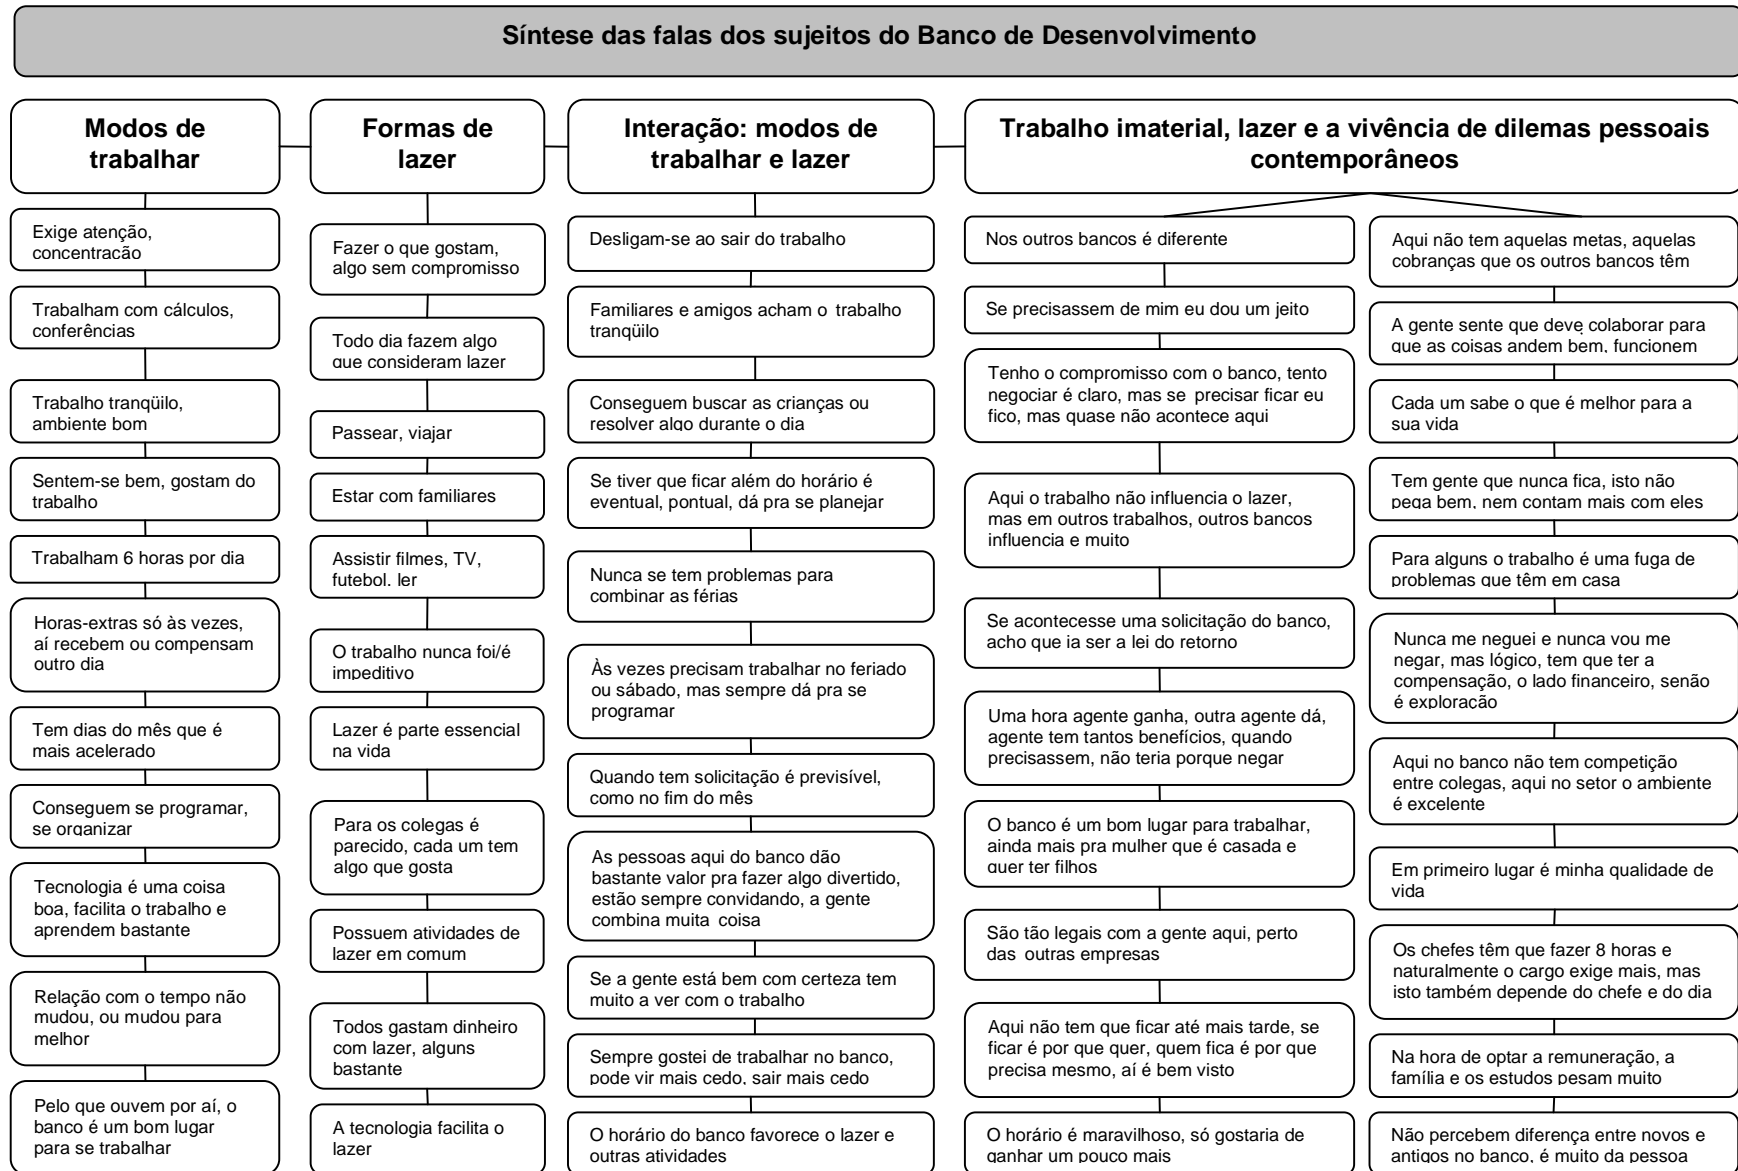 Síntese das falas dos sujeitos do Banco de Desenvolvimento
Modos de
trabalhar
Exige atenção,
concentração
Trabalham com cálculos,
conferências
Trabalho tranqüilo,
ambiente bom
Sentem-se bem, gostam do
trabalho
Trabalham 6 horas por dia
Horas-extras só às vezes,
aí recebem ou compensam
outro dia
Tem dias do mês que é
mais acelerado
Conseguem se programar,
se organizar
Tecnologia é uma coisa
boa, facilita o trabalho e
aprendem bastante
Relação com o tempo não
mudou, ou mudou para
melhor
Pelo que ouvem por aí, o
banco é um bom lugar
para se trabalhar
Formas de
lazer
Fazer o que gostam,
algo sem compromisso
Todo dia fazem algo
que consideram lazer
Passear, viajar
Estar com familiares
Assistir filmes, TV,
futebol, ler
O trabalho nunca foi/é
impeditivo
Lazer é parte essencial
na vida
Para os colegas é
parecido, cada um tem
algo que gosta
Possuem atividades de
lazer em comum
Todos gastam dinheiro
com lazer, alguns
bastante
A tecnologia facilita o
lazer
Interação: modos de
trabalhar e lazer
Desligam-se ao sair do trabalho
Familiares e amigos acham o trabalho
tranqüilo
Conseguem buscar as crianças ou
resolver algo durante o dia
Se tiver que ficar além do horário é
eventual, pontual, dá pra se planejar
Nunca se tem problemas para
combinar as férias
Às vezes precisam trabalhar no feriado
ou sábado, mas sempre dá pra se
programar
Quando tem solicitação é previsível,
como no fim do mês
As pessoas aqui do banco dão
bastante valor pra fazer algo divertido,
estão sempre convidando, a gente
combina muita coisa
Se a gente está bem com certeza tem
muito a ver com o trabalho
Sempre gostei de trabalhar no banco,
pode vir mais cedo, sair mais cedo
O horário do banco favorece o lazer e
outras atividades
Trabalho imaterial, lazer e a vivência de dilemas pessoais
contemporâneos
Nos outros bancos é diferente
Se precisassem de mim eu dou um jeito
Tenho o compromisso com o banco, tento
negociar é claro, mas se precisar ficar eu
fico, mas quase não acontece aqui
Aqui o trabalho não influencia o lazer,
mas em outros trabalhos, outros bancos
influencia e muito
Se acontecesse uma solicitação do banco,
acho que ia ser a lei do retorno
Uma hora agente ganha, outra agente dá,
agente tem tantos benefícios, quando
precisassem, não teria porque negar
O banco é um bom lugar para trabalhar,
ainda mais pra mulher que é casada e
quer ter filhos
São tão legais com a gente aqui, perto
das outras empresas
Aqui não tem que ficar até mais tarde, se
ficar é por que quer, quem fica é por que
precisa mesmo, aí é bem visto
O horário é maravilhoso, só gostaria de
ganhar um pouco mais
Aqui não tem aquelas metas, aquelas
cobranças que os outros bancos têm
A gente sente que deve colaborar para
que as coisas andem bem, funcionem
Cada um sabe o que é melhor para a
sua vida
Tem gente que nunca fica, isto não
pega bem, nem contam mais com eles
Para alguns o trabalho é uma fuga de
problemas que têm em casa
Nunca me neguei e nunca vou me
negar, mas lógico, tem que ter a
compensação, o lado financeiro, senão
é exploração
Aqui no banco não tem competição
entre colegas, aqui no setor o ambiente
é excelente
Em primeiro lugar é minha qualidade de
vida
Os chefes têm que fazer 8 horas e
naturalmente o cargo exige mais, mas
isto também depende do chefe e do dia
Na hora de optar a remuneração, a
família e os estudos pesam muito
Não percebem diferença entre novos e
antigos no banco, é muito da pessoa